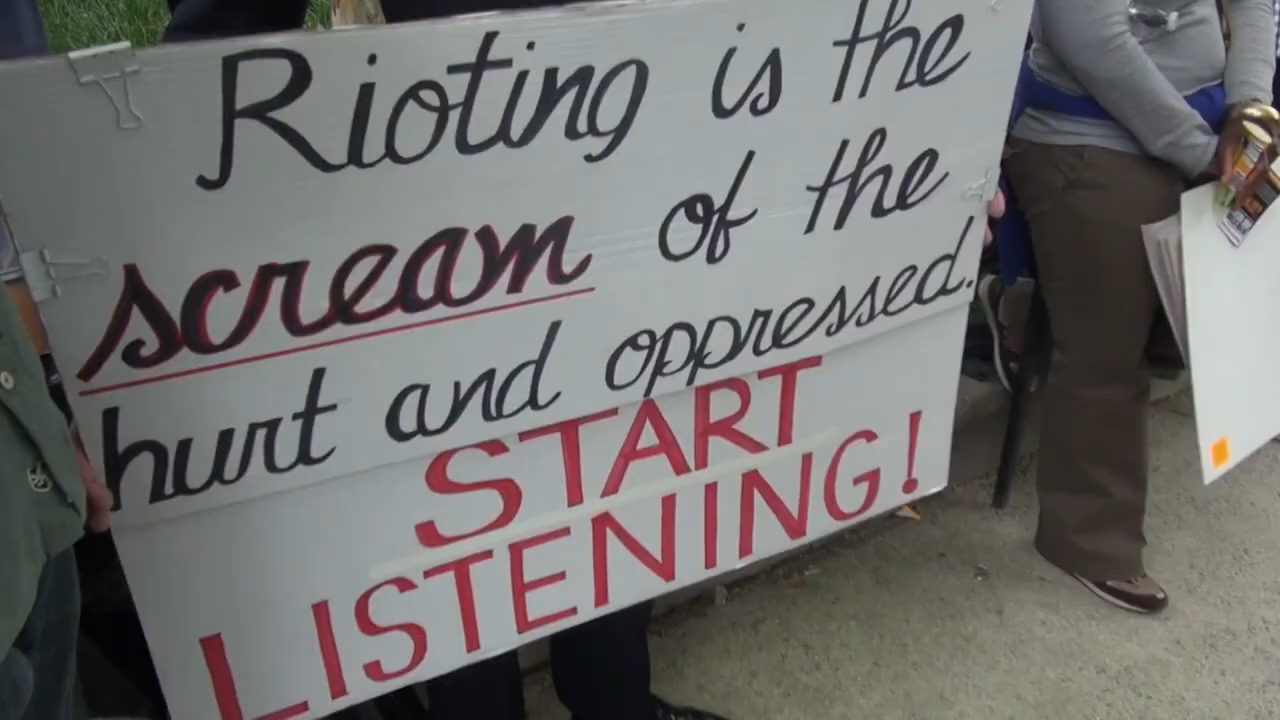 Rioting is the
scream of the
hurt and oppressed.
START
LISTENING!